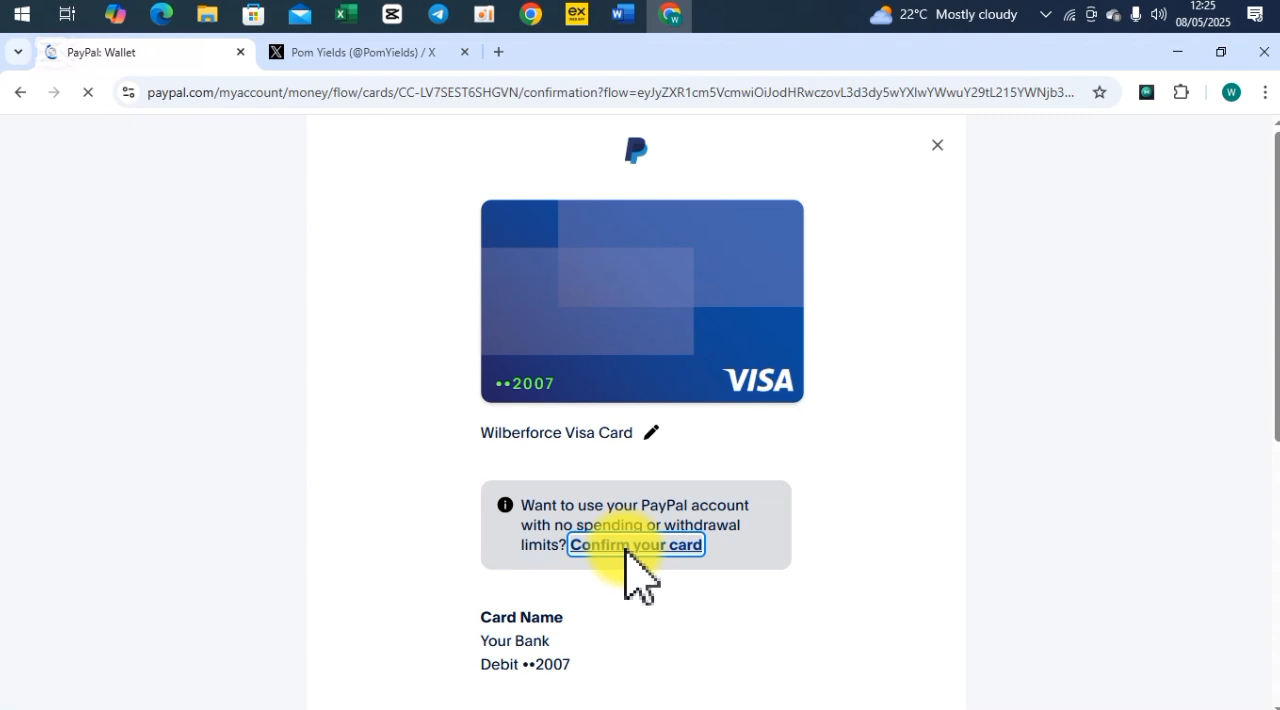 22°C Mostly cloudy
12:25
08/05/2025
PayPal: Wallet
Pom Yields (@PomYields) / X
paypal.com/myaccount/money/flow/cards/CC-LV7SEST6SHGVN/confirmation?flow=eyJyZXR1cm5VcmwiOiJodHRwczovL3d3dy5wYXlwYWwuY29tL215YWNjb3...
W
VISA
••2007
Wilberforce Visa Card
Want to use your PayPal account
with no spending or withdrawal
limits? Confirm your card
Card Name
Your Bank
Debit ••2007